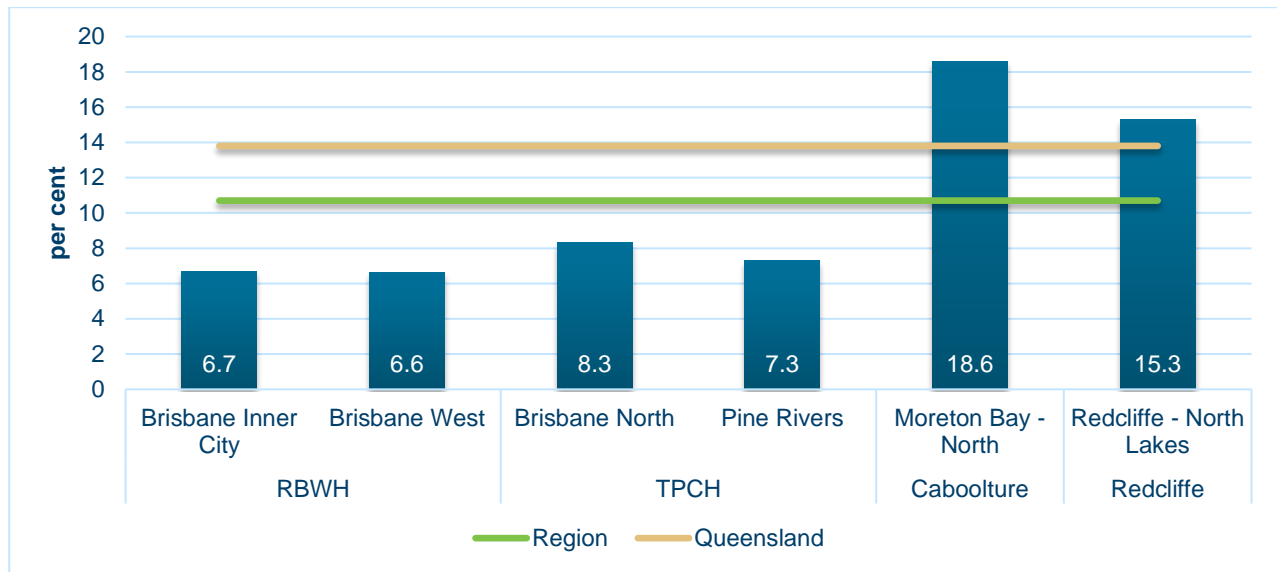 20
18
16
14
12
10
8
6
4
2
0
per cent
6.7
6.6
8.3
7.3
18.6
15.3
Brisbane Inner
City
Brisbane West
Brisbane North
Pine Rivers
Moreton Bay -
North
Redcliffe - North
Lakes
RBWH
TPCH
Caboolture
Redcliffe
Region
Queensland